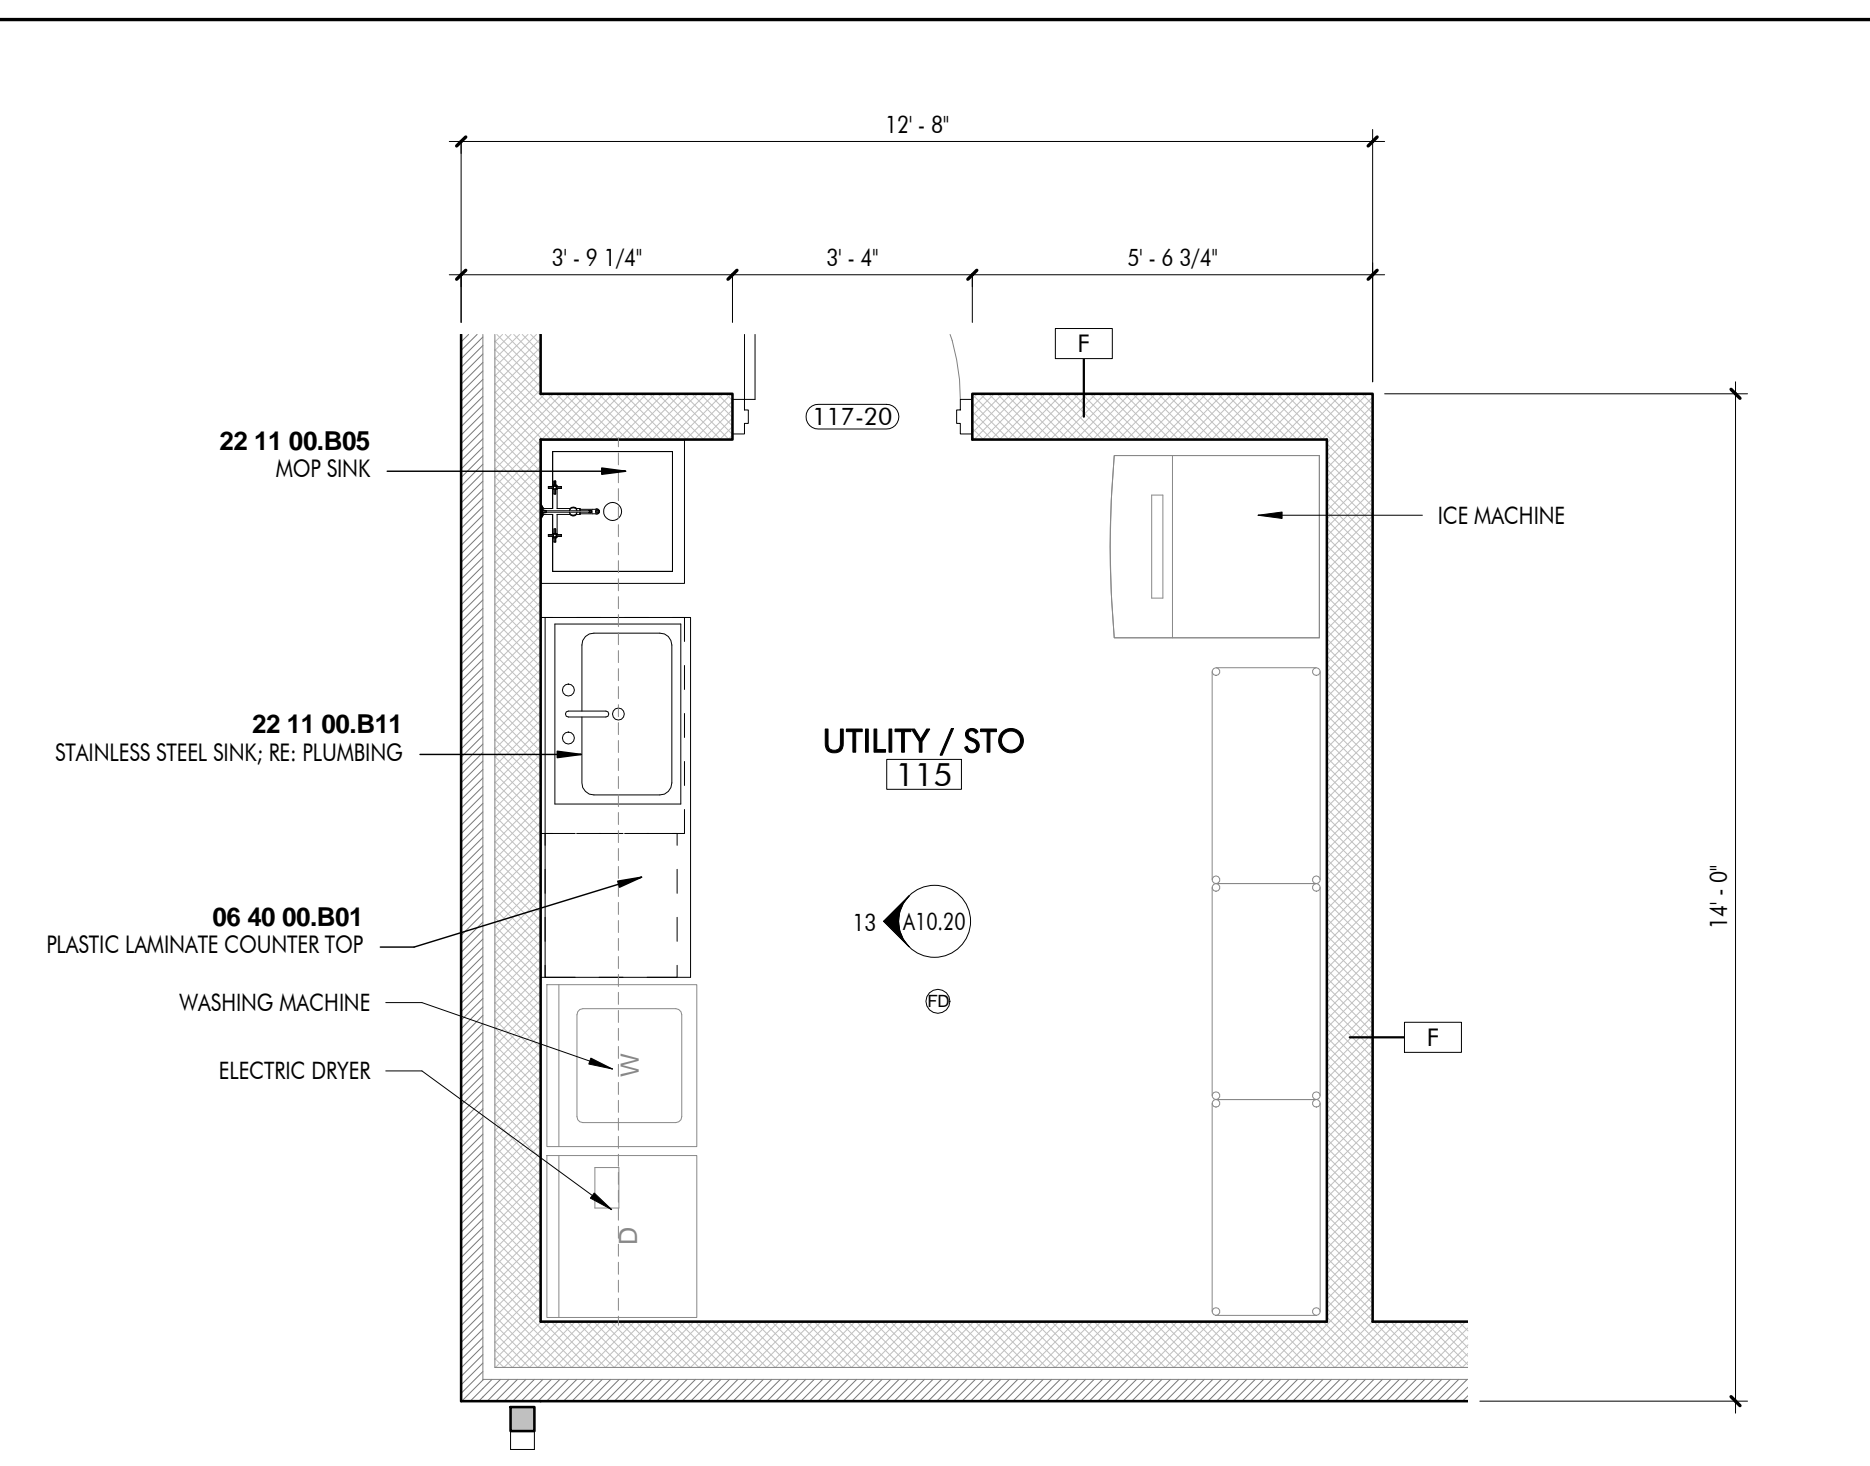 12' - 8"
3' - 9 1/4"
3' - 4"
5' - 6 3/4"
F
117-20
22 11 00.B05
MOP SINK
ICE MACHINE
22 11 00.B11
STAINLESS STEEL SINK; RE: PLUMBING
UTILITY / STO
115
14' - 0"
06 40 00.B01
PLASTIC LAMINATE COUNTER TOP
13
A10.20
WASHING MACHINE
FD
F
W
ELECTRIC DRYER
D